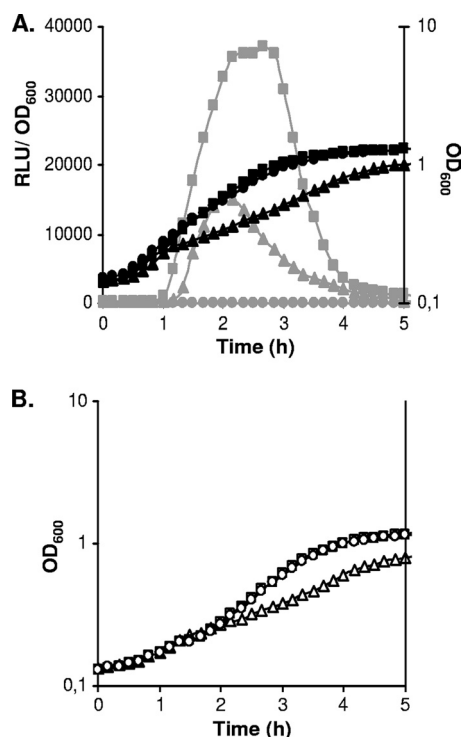 A.
40000
30000
20000
10000
0
RLU/ OD600
10
1
0,1
OD600
0 1 2 3 4 5
Time (h)
B.
10
1
0,1
OD600
0 1 2 3 4 5
Time (h)